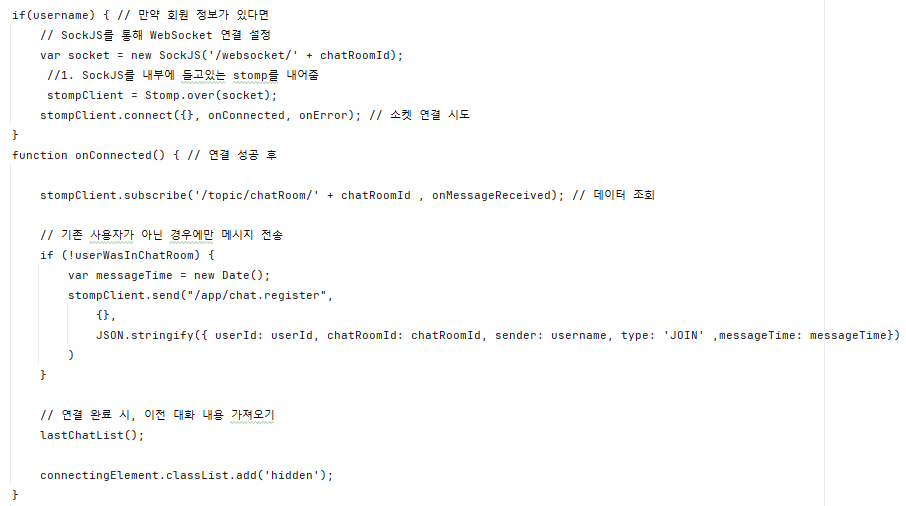 if(username) { // 만약 회원 정보가 있다면
// SockJS를 통해 WebSocket 연결 설정
var socket = new SockJS('/websocket/' + chatRoomId);
//1. SockJS를 내부에 들고있는 stomp를 내어줌
stompClient = Stomp.over(socket);
stompClient.connect({}, onConnected, onError); // 소켓 연결 시도
}
function onConnected() { // 연결 성공 후
stompClient.subscribe('/topic/chatRoom/' + chatRoomId , onMessageReceived); // 데이터 조회
// 기존 사용자가 아닌 경우에만 메시지 전송
if (!userWasInChatRoom) {
var messageTime = new Date();
stompClient.send("/app/chat.register",
{},
JSON.stringify({ userId: userId, chatRoomId: chatRoomId, sender: username, type: 'JOIN' ,messageTime: messageTime})
)
}
// 연결 완료 시, 이전 대화 내용 가져오기
lastChatList();
connectingElement.classList.add('hidden');
}